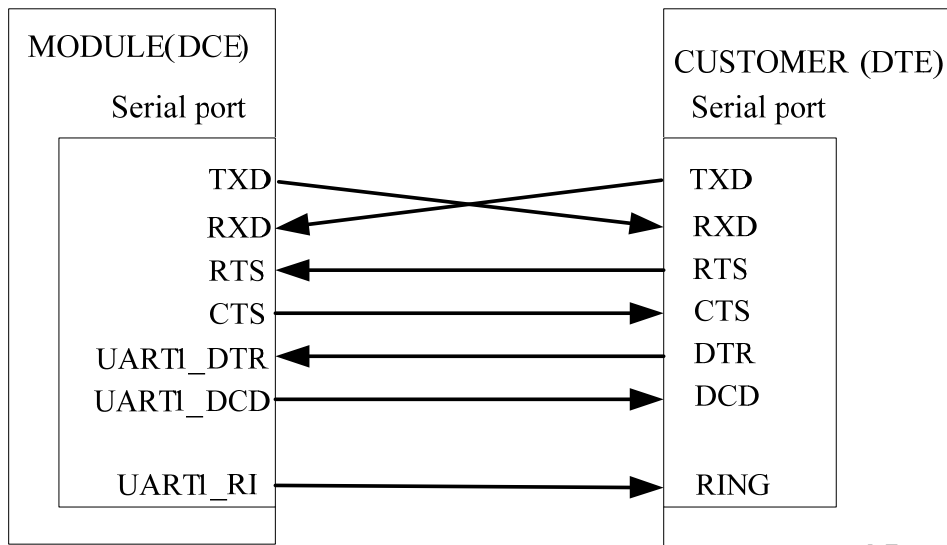 MODULE(DCE)
Serial port
TXD
RXD
RTS
CTS
UART1_DTR
UART1_DCD
UART1_RI
CUSTOMER (DTE)
Serial port
TXD
RXD
RTS
CTS
DTR
DCD
RING